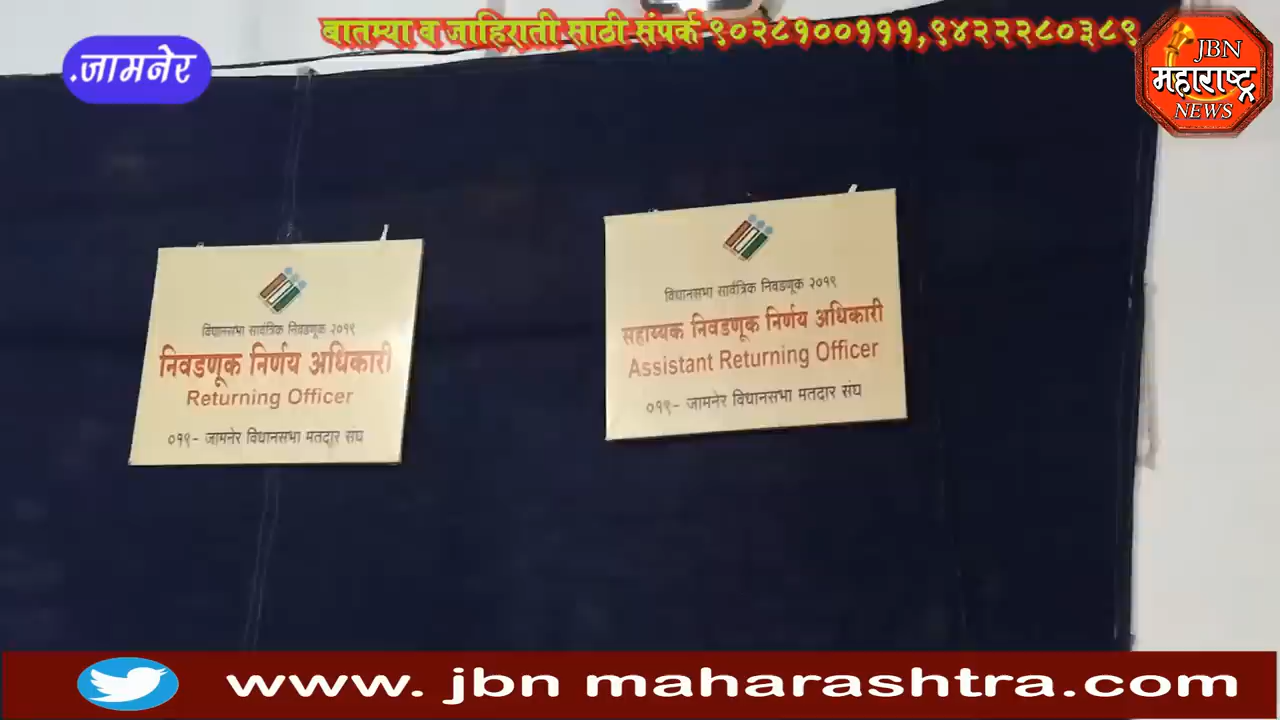 बातम्या व जाहिराती साठी संपर्क ९०२८१००१११,९४२२२८०३८९
.जामनेर
JBN
महाराष्ट्र
NEWS
विधानसभा सार्वत्रिक निवडणूक २०१९
निवडणूक निर्णय अधिकारी
Returning Officer
०१९- जामनेर विधानसभा मतदार संघ
विधानसभा सार्वत्रिक निवडणूक २०१९
सहाय्यक निवडणूक निर्णय अधिकारी
Assistant Returning Officer
०१९- जामनेर विधानसभा मतदार संघ
www. jbn maharashtra.com